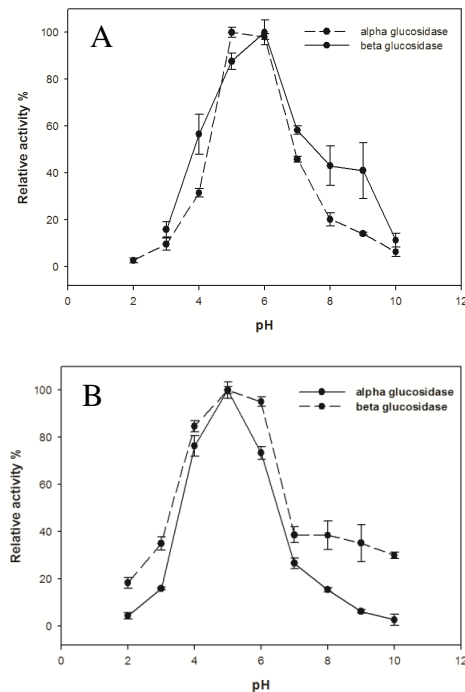 A
alpha glucosidase
beta glucosidase
Relative activity %
100
80
60
40
20
0
0 2 4 6 8 10 12
pH
B
alpha glucosidase
beta glucosidase
Relative activity %
100
80
60
40
20
0
0 2 4 6 8 10 12
pH